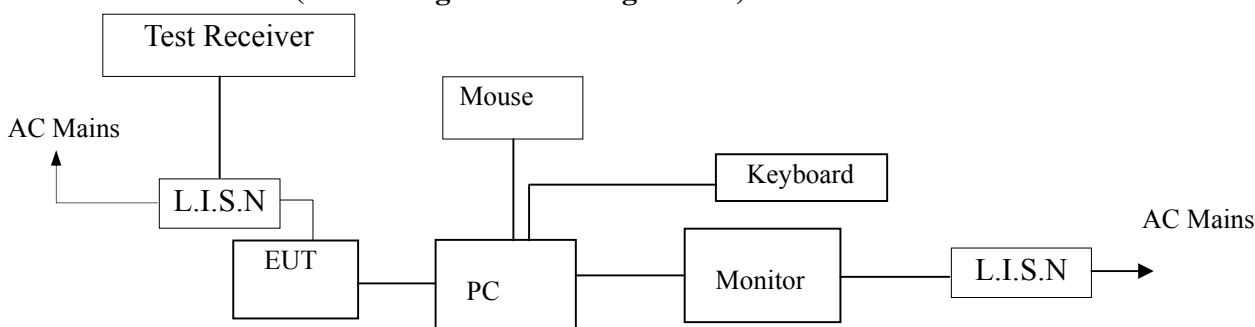 Test Receiver
Mouse
AC Mains
Keyboard
L.I.S.N
AC Mains
EUT
L.I.S.N
Monitor
PC